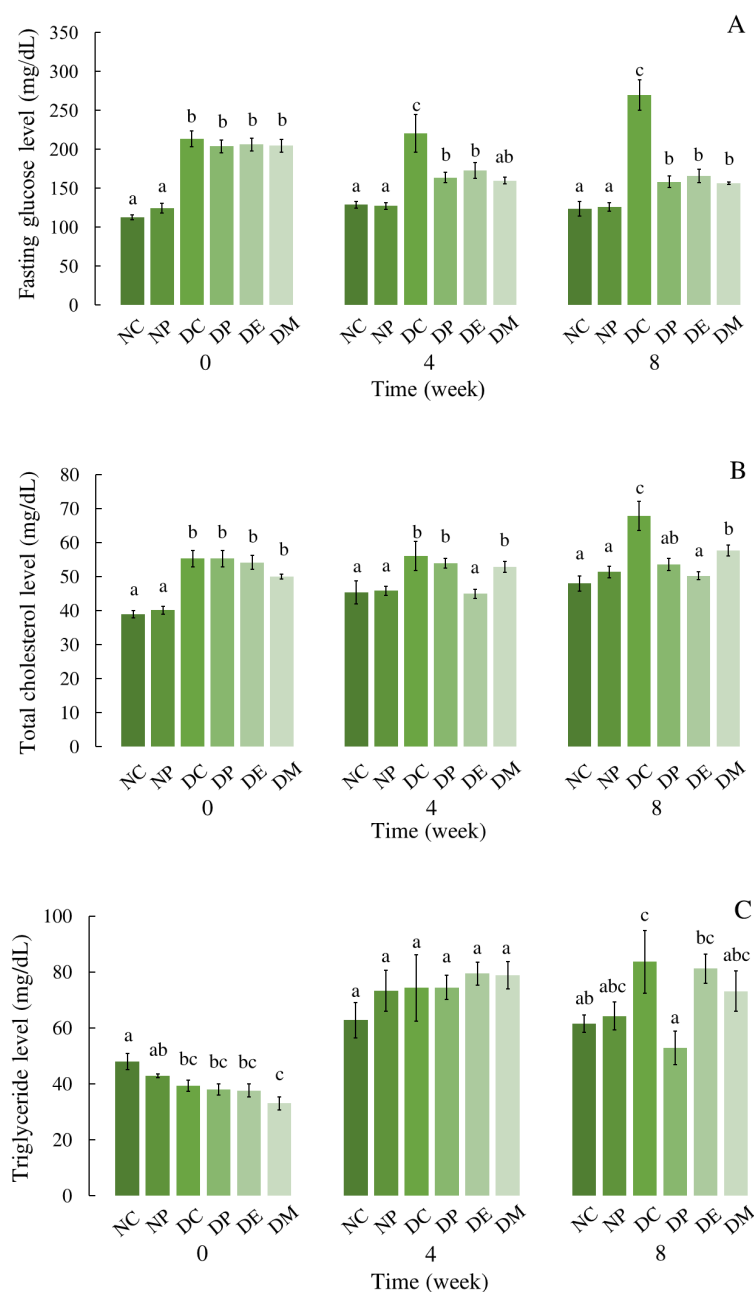 A
Fasting glucose level (mg/dL)
350
300
250
200
150
100
50
0
a a b b b b
a a c b b ab
a a c b b b
NC NP DC DP DE DM NC NP DC DP DE DM NC NP DC DP DE DM
0 4 8
Time (week)
B
Total cholesterol level (mg/dL)
80
70
60
50
40
30
20
10
0
a a b b b b
a a b b a b
a a c ab a b
NC NP DC DP DE DM NC NP DC DP DE DM NC NP DC DP DE DM
0 4 8
Time (week)
C
Triglyceride level (mg/dL)
100
80
60
40
20
0
a ab bc bc bc c
a a a a a a
ab abc c a bc abc
NC NP DC DP DE DM NC NP DC DP DE DM NC NP DC DP DE DM
0 4 8
Time (week)